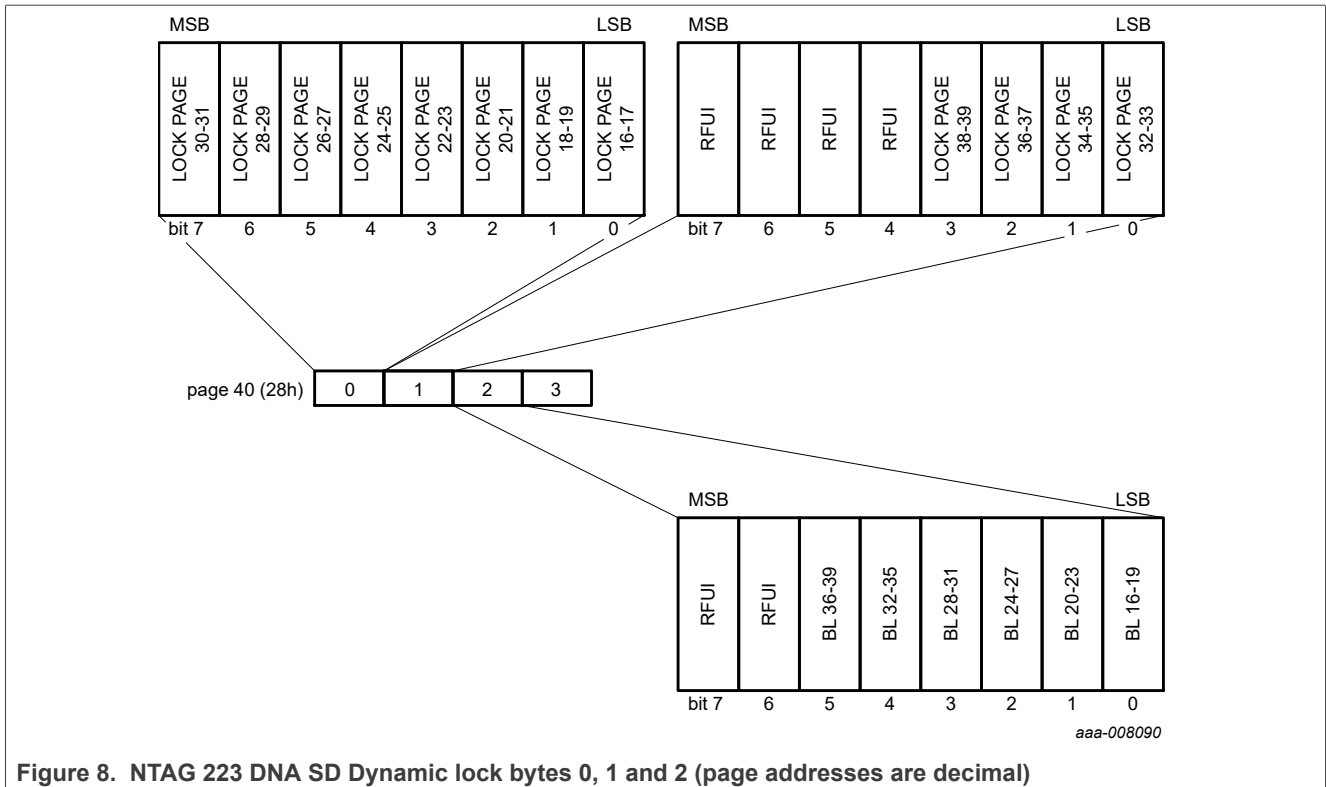 MSB LSB
LOCK PAGE
30-31
LOCK PAGE
28-29
LOCK PAGE
26-27
LOCK PAGE
24-25
LOCK PAGE
22-23
LOCK PAGE
20-21
LOCK PAGE
18-19
LOCK PAGE
16-17
bit 7 6 5 4 3 2 1 0
MSB LSB
RFUI
RFUI
RFUI
RFUI
LOCK PAGE
38-39
LOCK PAGE
36-37
LOCK PAGE
34-35
LOCK PAGE
32-33
bit 7 6 5 4 3 2 1 0
page 40 (28h) 0 1 2 3
MSB LSB
RFUI
RFUI
BL 36-39
BL 32-35
BL 28-31
BL 24-27
BL 20-23
BL 16-19
bit 7 6 5 4 3 2 1 0
aaa-008090
Figure 8. NTAG 223 DNA SD Dynamic lock bytes 0, 1 and 2 (page addresses are decimal)